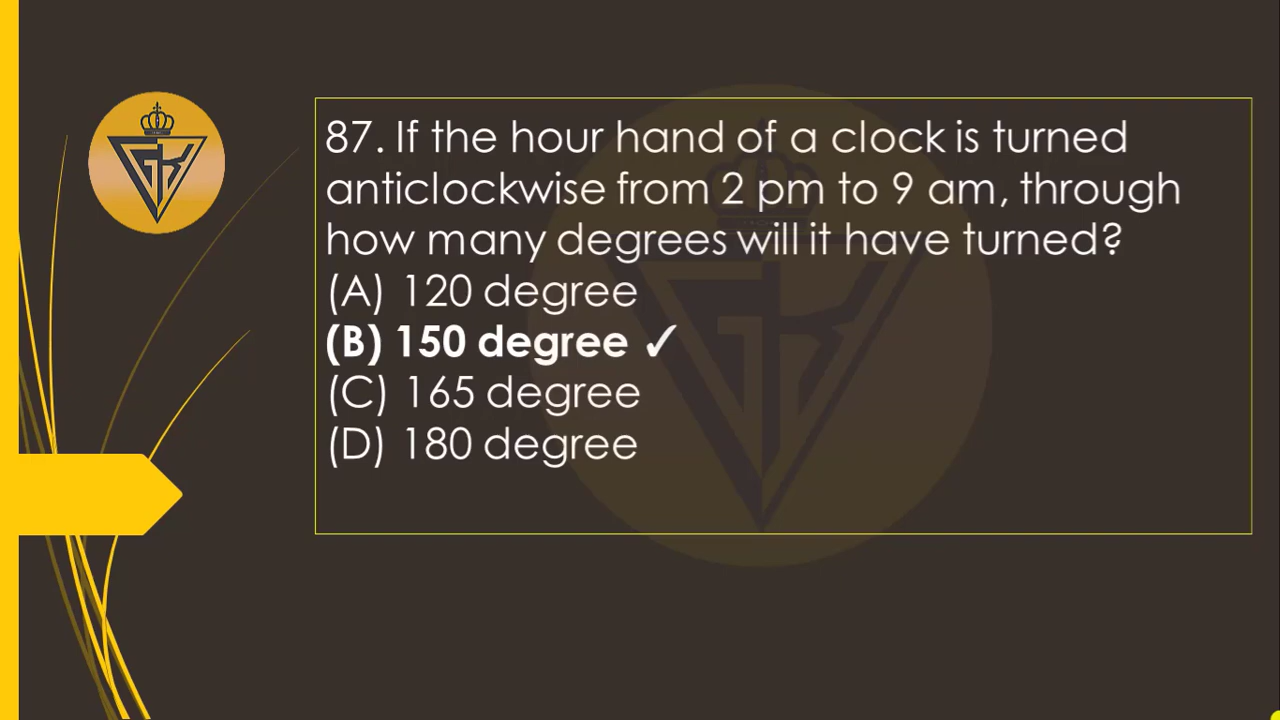 GK
87. If the hour hand of a clock is turned
anticlockwise from 2 pm to 9 am, through
how many degrees will it have turned?
(A) 120 degree
(B) 150 degree ✓
(C) 165 degree
(D) 180 degree